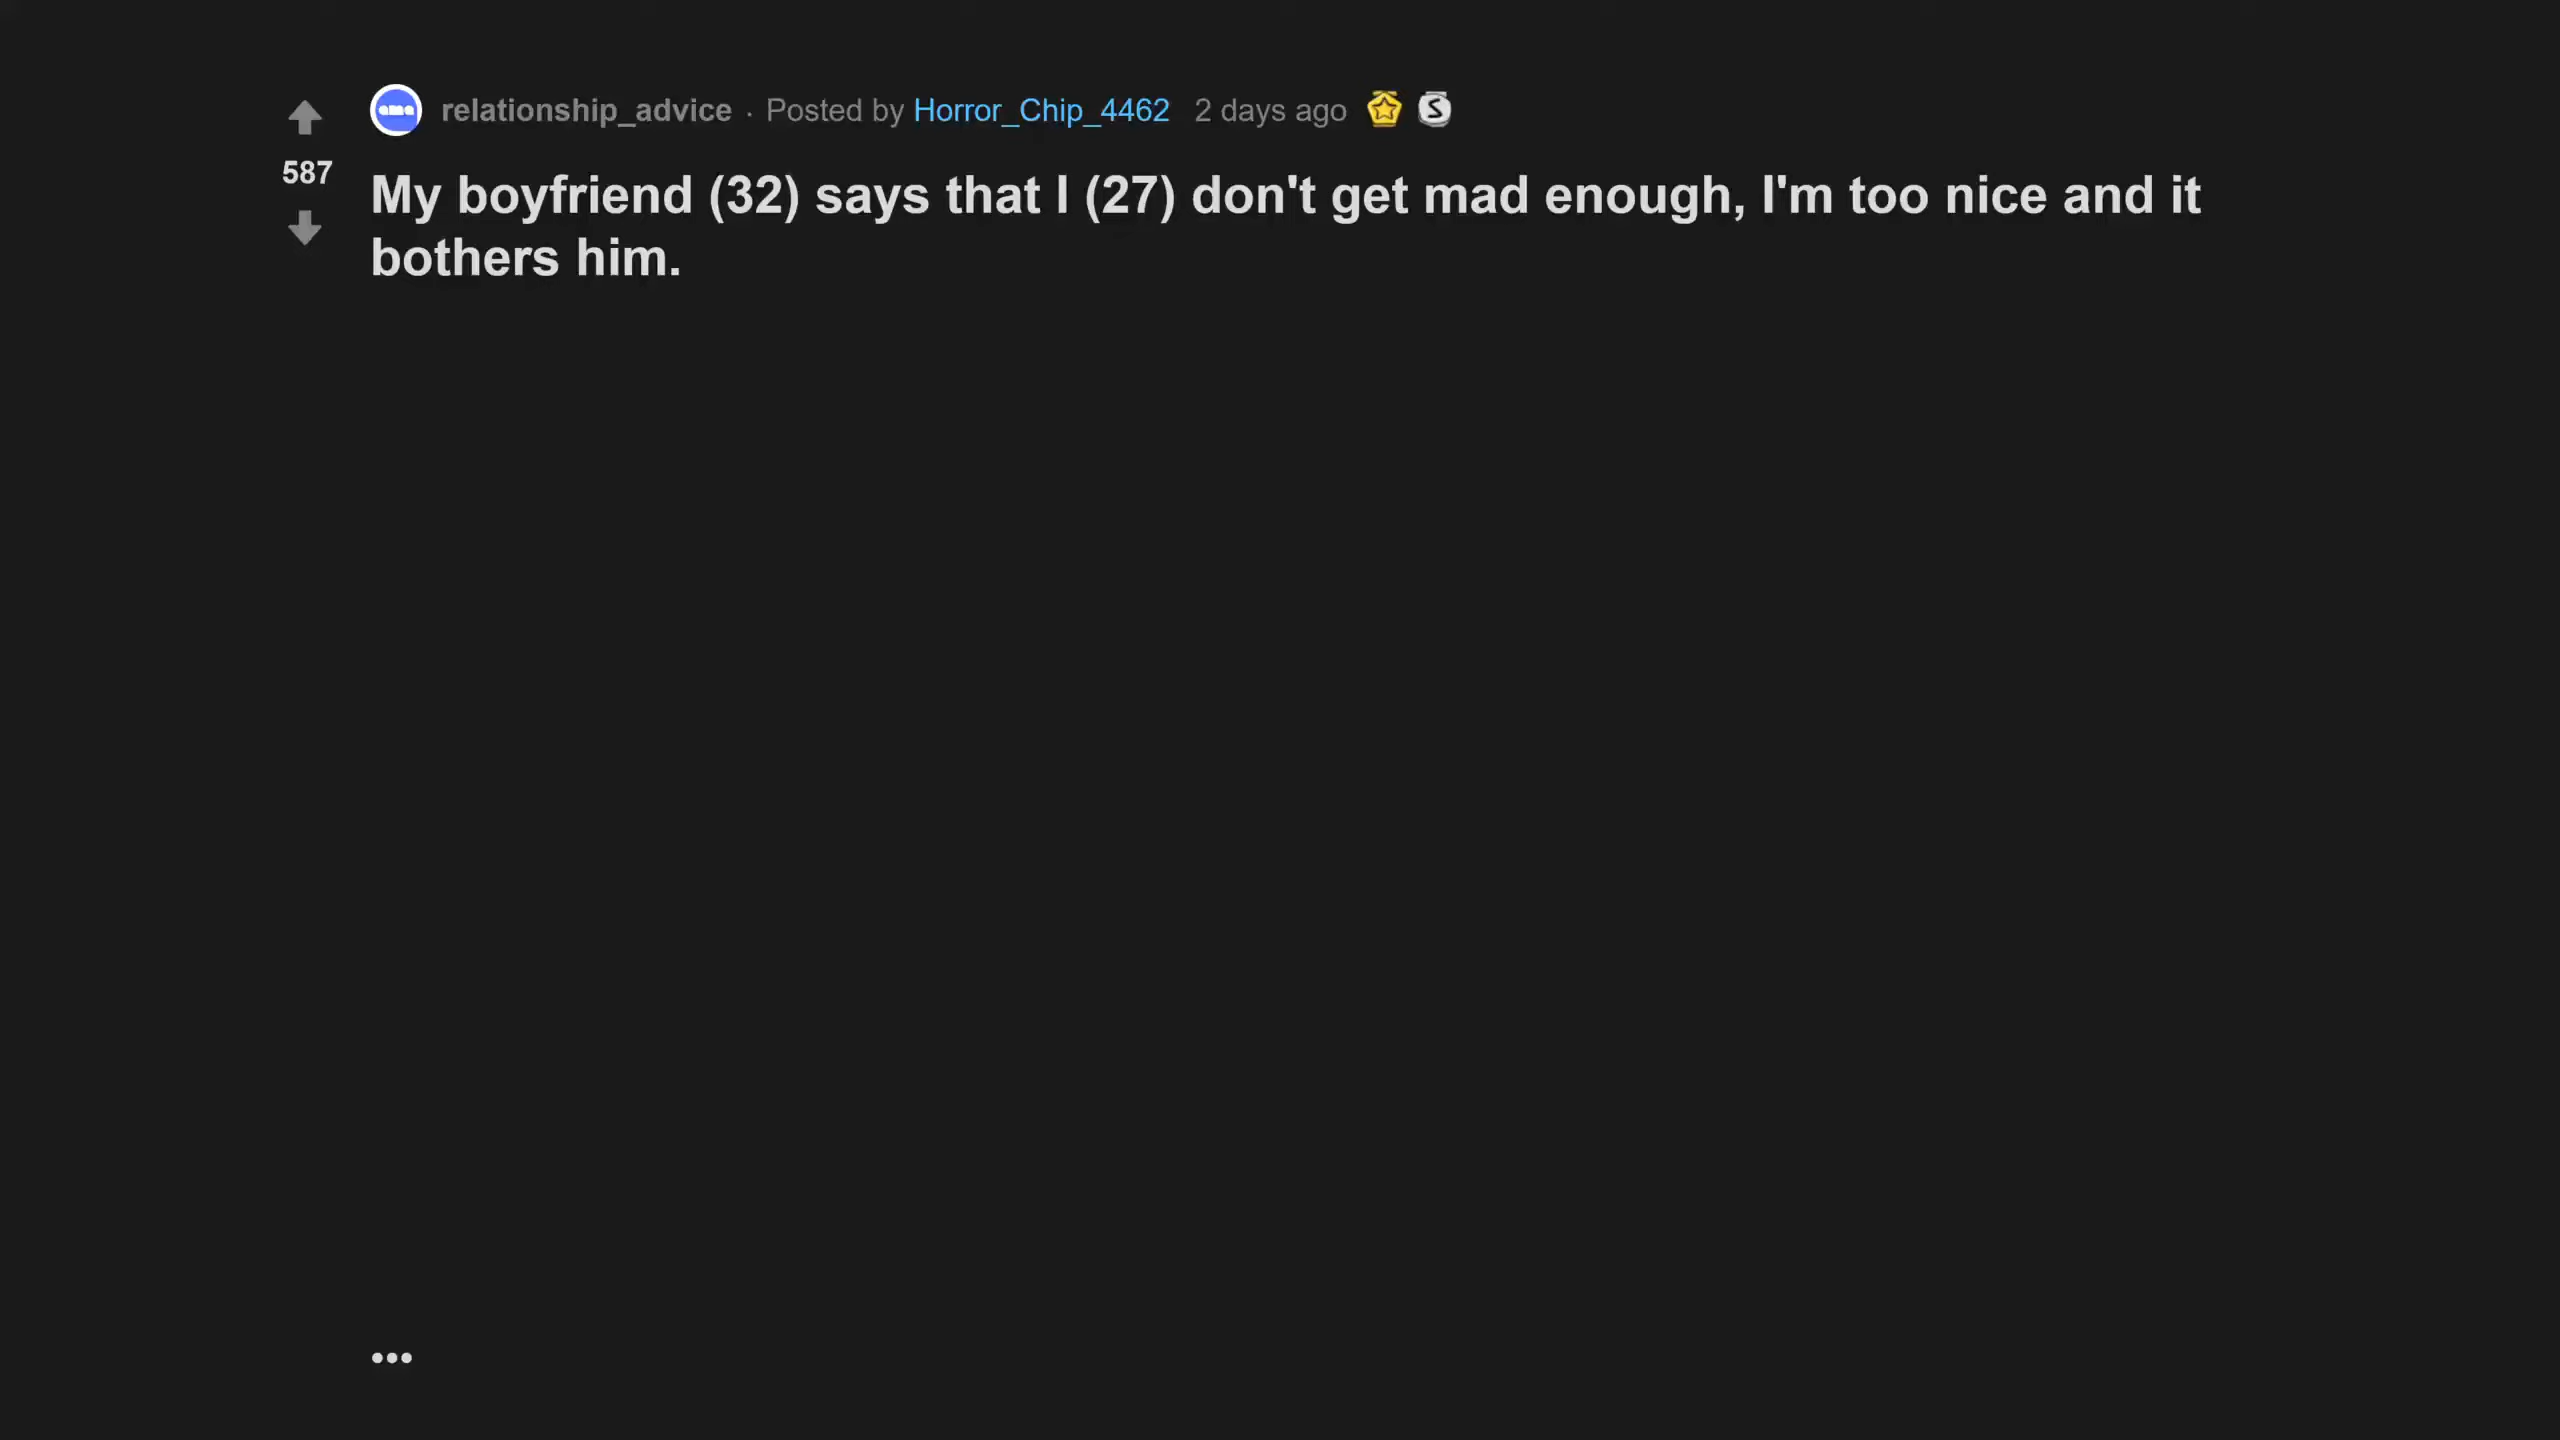 relationship_advice · Posted by Horror_Chip_4462 2 days ago
587
My boyfriend (32) says that I (27) don't get mad enough, I'm too nice and it
bothers him.
•••